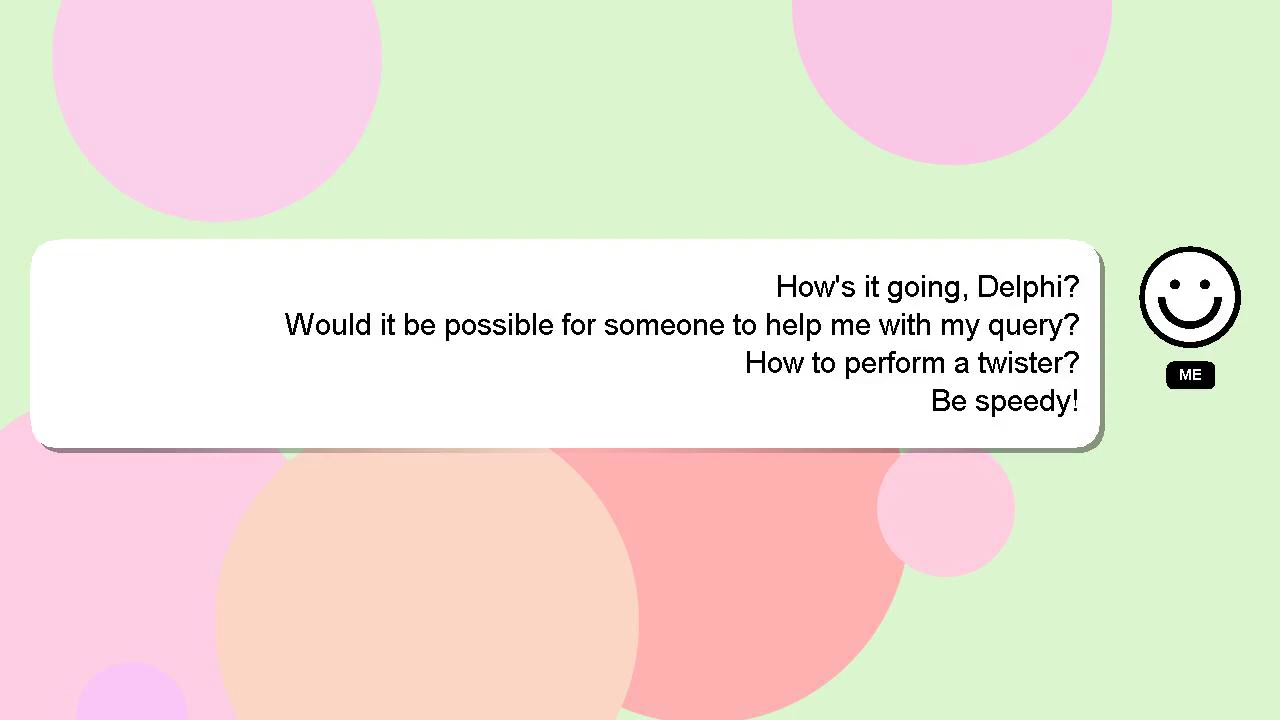 How's it going, Delphi?
Would it be possible for someone to help me with my query?
How to perform a twister?
Be speedy!
ME